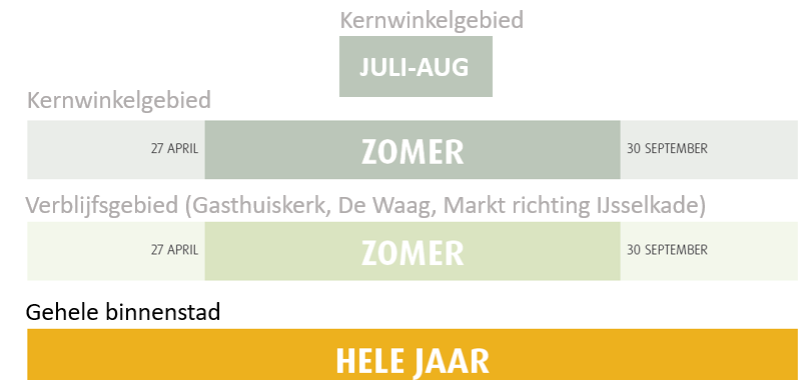 Kernwinkelgebied
JULI-AUG
Kernwinkelgebied
27 APRIL ZOMER 30 SEPTEMBER
Verblijfsgebied (Gasthuiskerk, De Waag, Markt richting IJsselkade)
27 APRIL ZOMER 30 SEPTEMBER
Gehele binnenstad
HELE JAAR